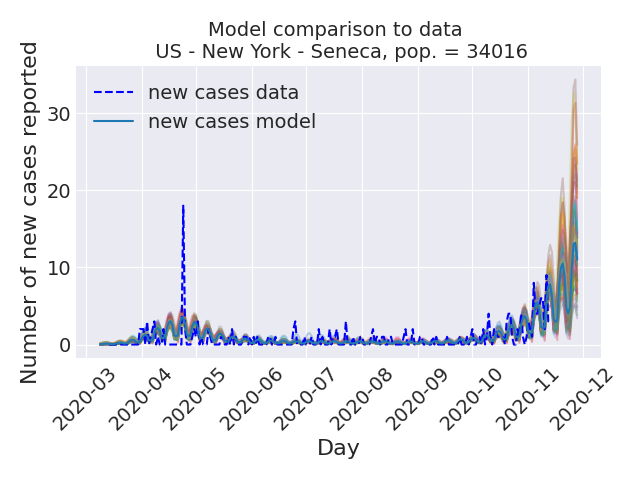 Model comparison to data
US - New York - Seneca, pop. = 34016
Number of new cases reported
new cases data
new cases model
30
20
10
0
2020-03
2020-04
2020-05
2020-06
2020-07
2020-08
2020-09
2020-10
2020-11
2020-12
Day